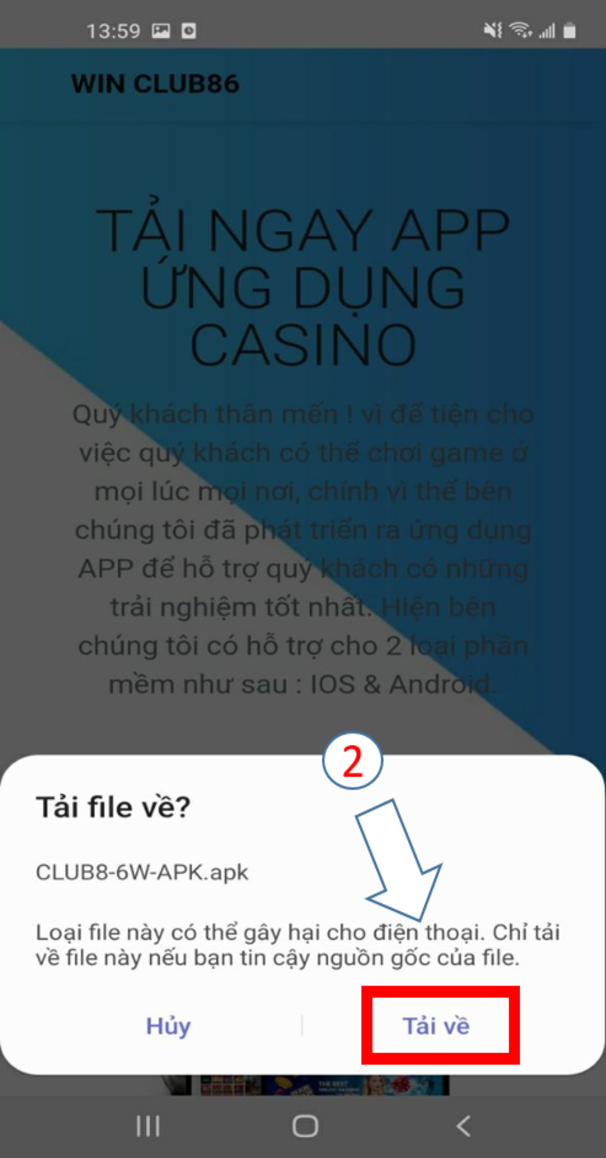 13:59
WIN CLUB86
TẢI NGAY APP
ỨNG DỤNG
CASINO
Quý khách thân mến ! vì để tiện cho
việc quý khách có thể chơi game ở
mọi lúc mọi nơi, chính vì thế bên
chúng tôi đã phát triển ra ứng dụng
APP để hỗ trợ quý khách có những
trải nghiệm tốt nhất. Hiện bên
chúng tôi có hỗ trợ cho 2 loại phần
mềm như sau : IOS & Android.
2
Tải file về?
CLUB8-6W-APK.apk
Loại file này có thể gây hại cho điện thoại. Chỉ tải
về file này nếu bạn tin cậy nguồn gốc của file.
Hủy
Tải về
THE BEST